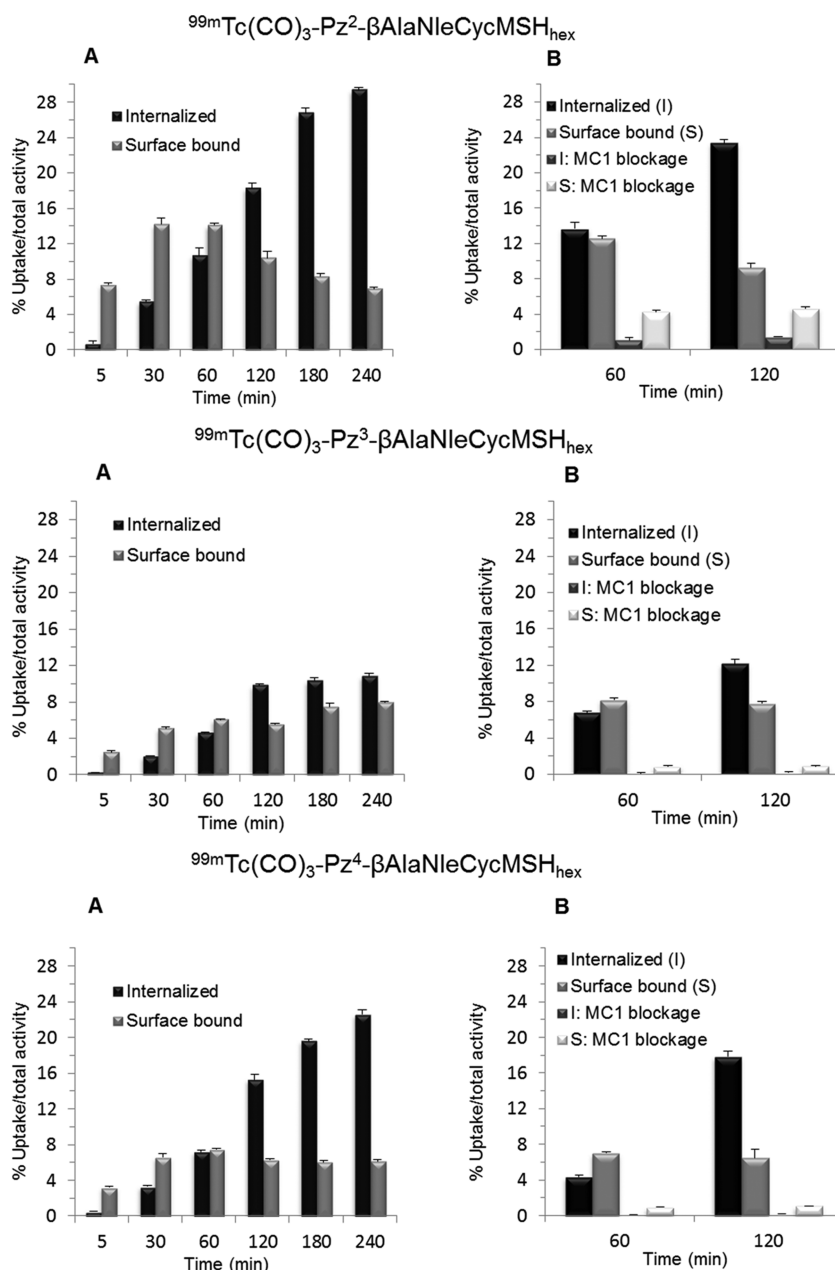 ⁹⁹ᵐTc(CO)₃-Pz²-βAlaNleCycMSHₕₑₓ
A
B
% Uptake/total activity
28
24
20
16
12
8
4
0
Internalized
Surface bound
5 30 60 120 180 240
Time (min)
% Uptake/total activity
28
24
20
16
12
8
4
0
Internalized (I)
Surface bound (S)
I: MC1 blockage
S: MC1 blockage
60 120
Time (min)
⁹⁹ᵐTc(CO)₃-Pz³-βAlaNleCycMSHₕₑₓ
A
B
% Uptake/total activity
28
24
20
16
12
8
4
0
Internalized
Surface bound
5 30 60 120 180 240
Time (min)
% Uptake/total activity
28
24
20
16
12
8
4
0
Internalized (I)
Surface bound (S)
I: MC1 blockage
S: MC1 blockage
60 120
Time (min)
⁹⁹ᵐTc(CO)₃-Pz⁴-βAlaNleCycMSHₕₑₓ
A
B
% Uptake/total activity
28
24
20
16
12
8
4
0
Internalized
Surface bound
5 30 60 120 180 240
Time (min)
% Uptake/total activity
28
24
20
16
12
8
4
0
Internalized (I)
Surface bound (S)
I: MC1 blockage
S: MC1 blockage
60 120
Time (min)